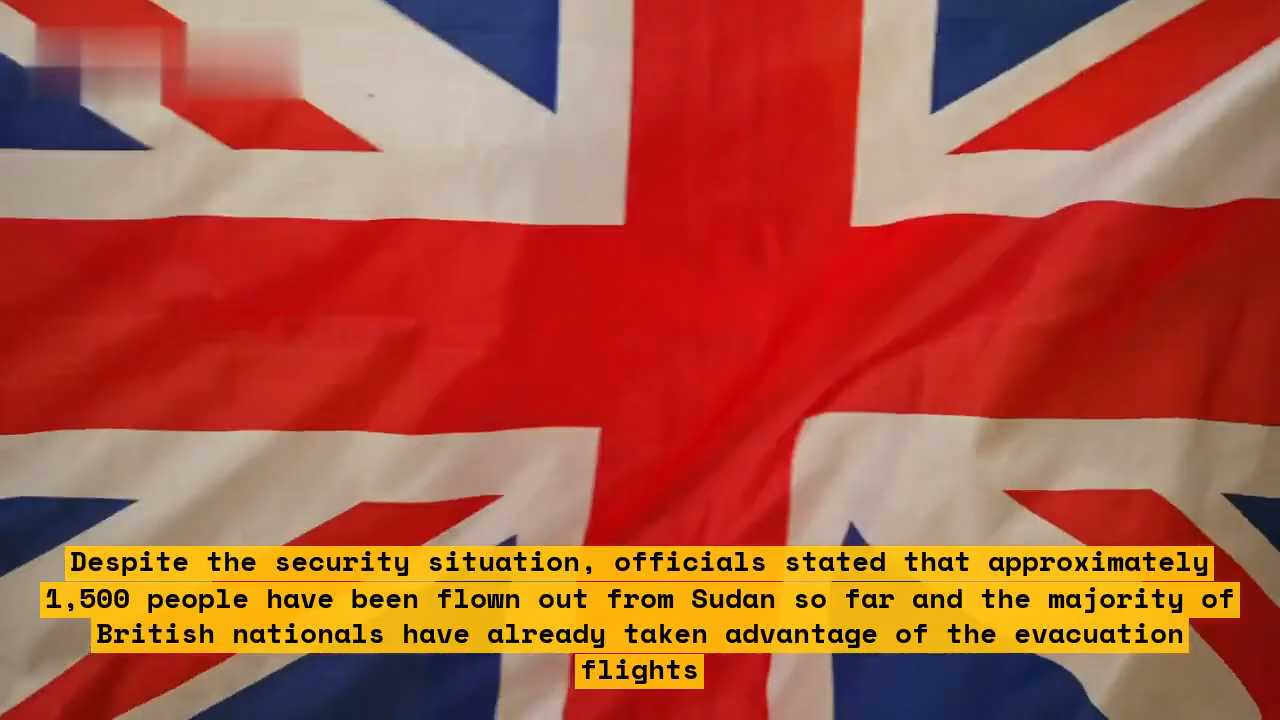 Despite the security situation, officials stated that approximately
1,500 people have been flown out from Sudan so far and the majority of
British nationals have already taken advantage of the evacuation
flights